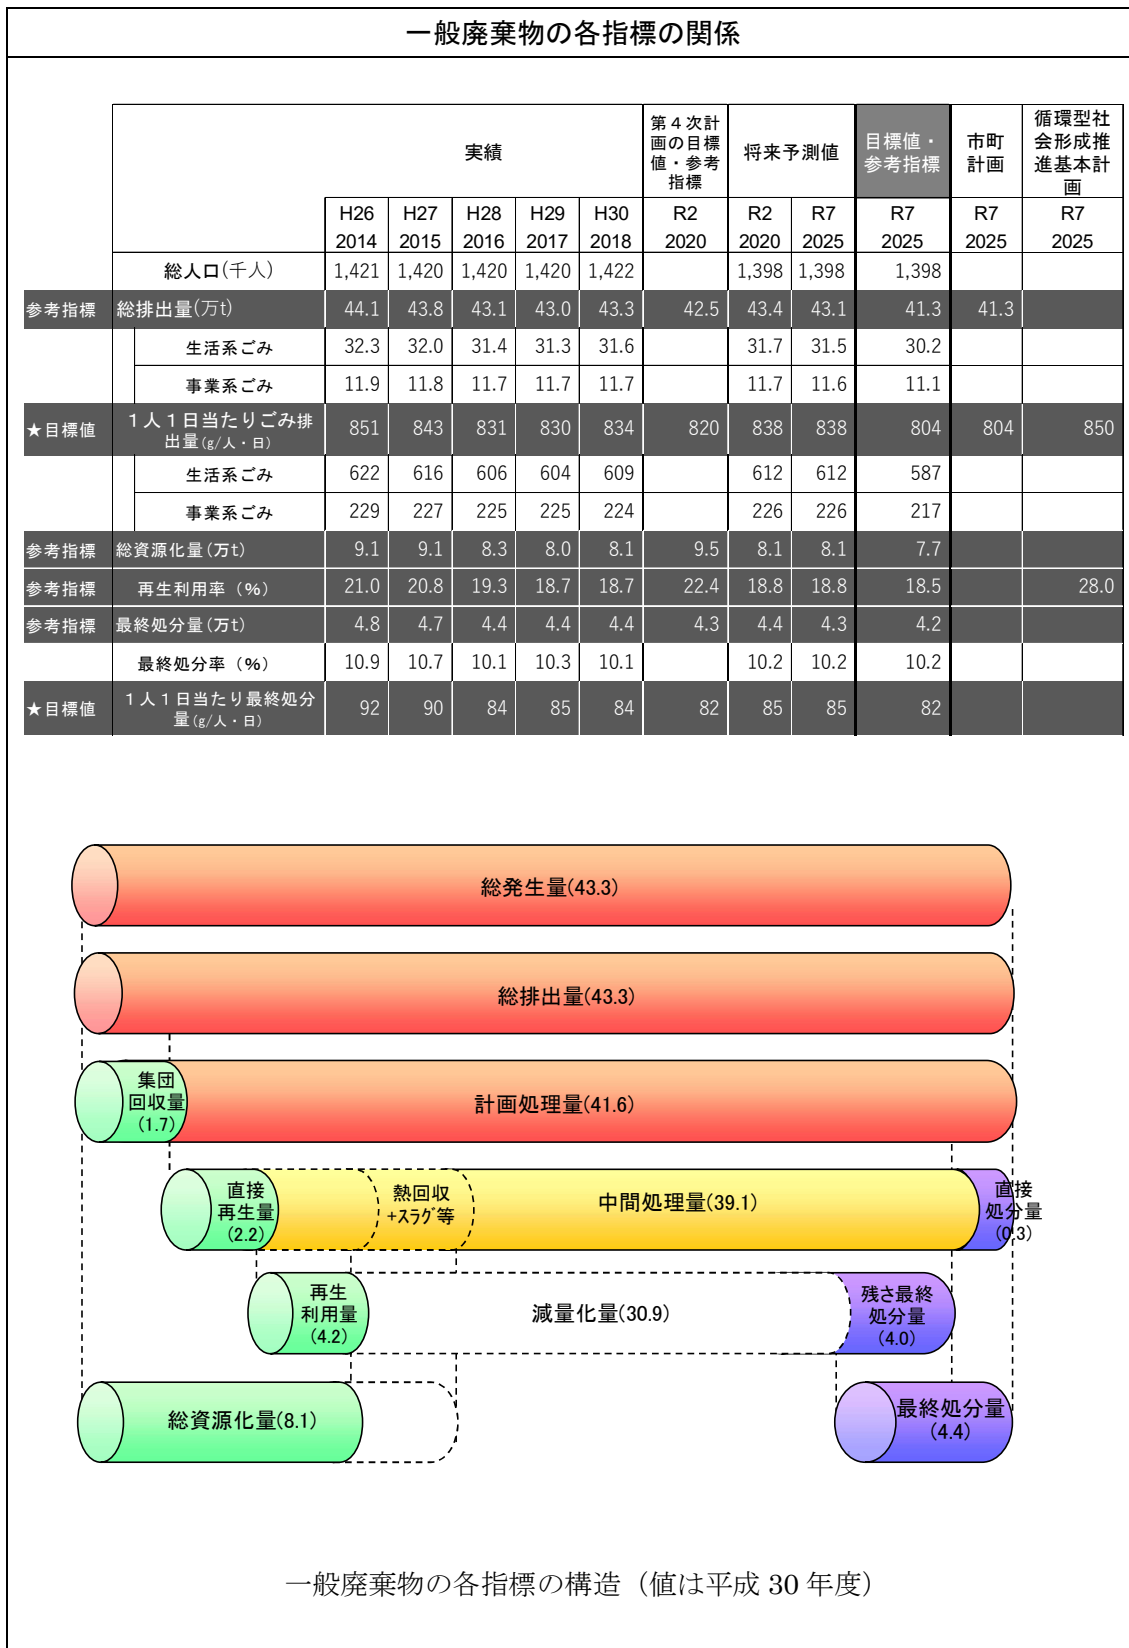 一般廃棄物の各指標の関係
実績
第４次計
画の目標
値・参考
指標
将来予測値
目標値・
参考指標
市町
計画
循環型社
会形成推
進基本計
画
H26 H27 H28 H29 H30 R2 R2 R7 R7 R7 R7
2014 2015 2016 2017 2018 2020 2020 2025 2025 2025 2025
総人口(千人) 1,421 1,420 1,420 1,420 1,422 1,398 1,398 1,398
参考指標 総排出量(万t) 44.1 43.8 43.1 43.0 43.3 42.5 43.4 43.1 41.3 41.3
生活系ごみ 32.3 32.0 31.4 31.3 31.6 31.7 31.5 30.2
事業系ごみ 11.9 11.8 11.7 11.7 11.7 11.7 11.6 11.1
★目標値 １人１日当たりごみ排
出量(g/人・日) 851 843 831 830 834 820 838 838 804 804 850
生活系ごみ 622 616 606 604 609 612 612 587
事業系ごみ 229 227 225 225 224 226 226 217
参考指標 総資源化量(万t) 9.1 9.1 8.3 8.0 8.1 9.5 8.1 8.1 7.7
参考指標 再生利用率（%） 21.0 20.8 19.3 18.7 18.7 22.4 18.8 18.8 18.5 28.0
参考指標 最終処分量(万t) 4.8 4.7 4.4 4.4 4.4 4.3 4.4 4.3 4.2
最終処分率（%） 10.9 10.7 10.1 10.3 10.1 10.2 10.2 10.2
★目標値 １人１日当たり最終処分
量(g/人・日) 92 90 84 85 84 82 85 85 82
総発生量(43.3)
総排出量(43.3)
集団
回収量
(1.7)
計画処理量(41.6)
直接
再生量
(2.2)
熱回収
+ｽﾗｸﾞ等
中間処理量(39.1)
直接
処分量
(0.3)
再生
利用量
(4.2)
減量化量(30.9)
残さ最終
処分量
(4.0)
総資源化量(8.1)
最終処分量
(4.4)
一般廃棄物の各指標の構造（値は平成 30 年度）